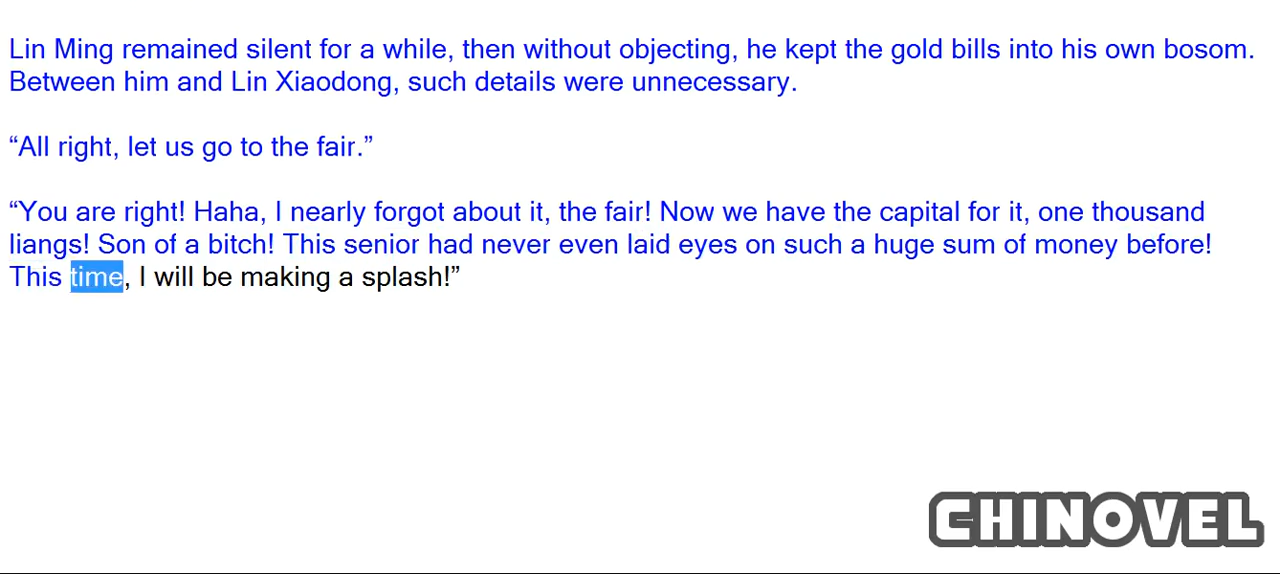 Lin Ming remained silent for a while, then without objecting, he kept the gold bills into his own bosom.
Between him and Lin Xiaodong, such details were unnecessary.
“All right, let us go to the fair.”
“You are right! Haha, I nearly forgot about it, the fair! Now we have the capital for it, one thousand
liangs! Son of a bitch! This senior had never even laid eyes on such a huge sum of money before!
This time, I will be making a splash!”
CHINOVEL